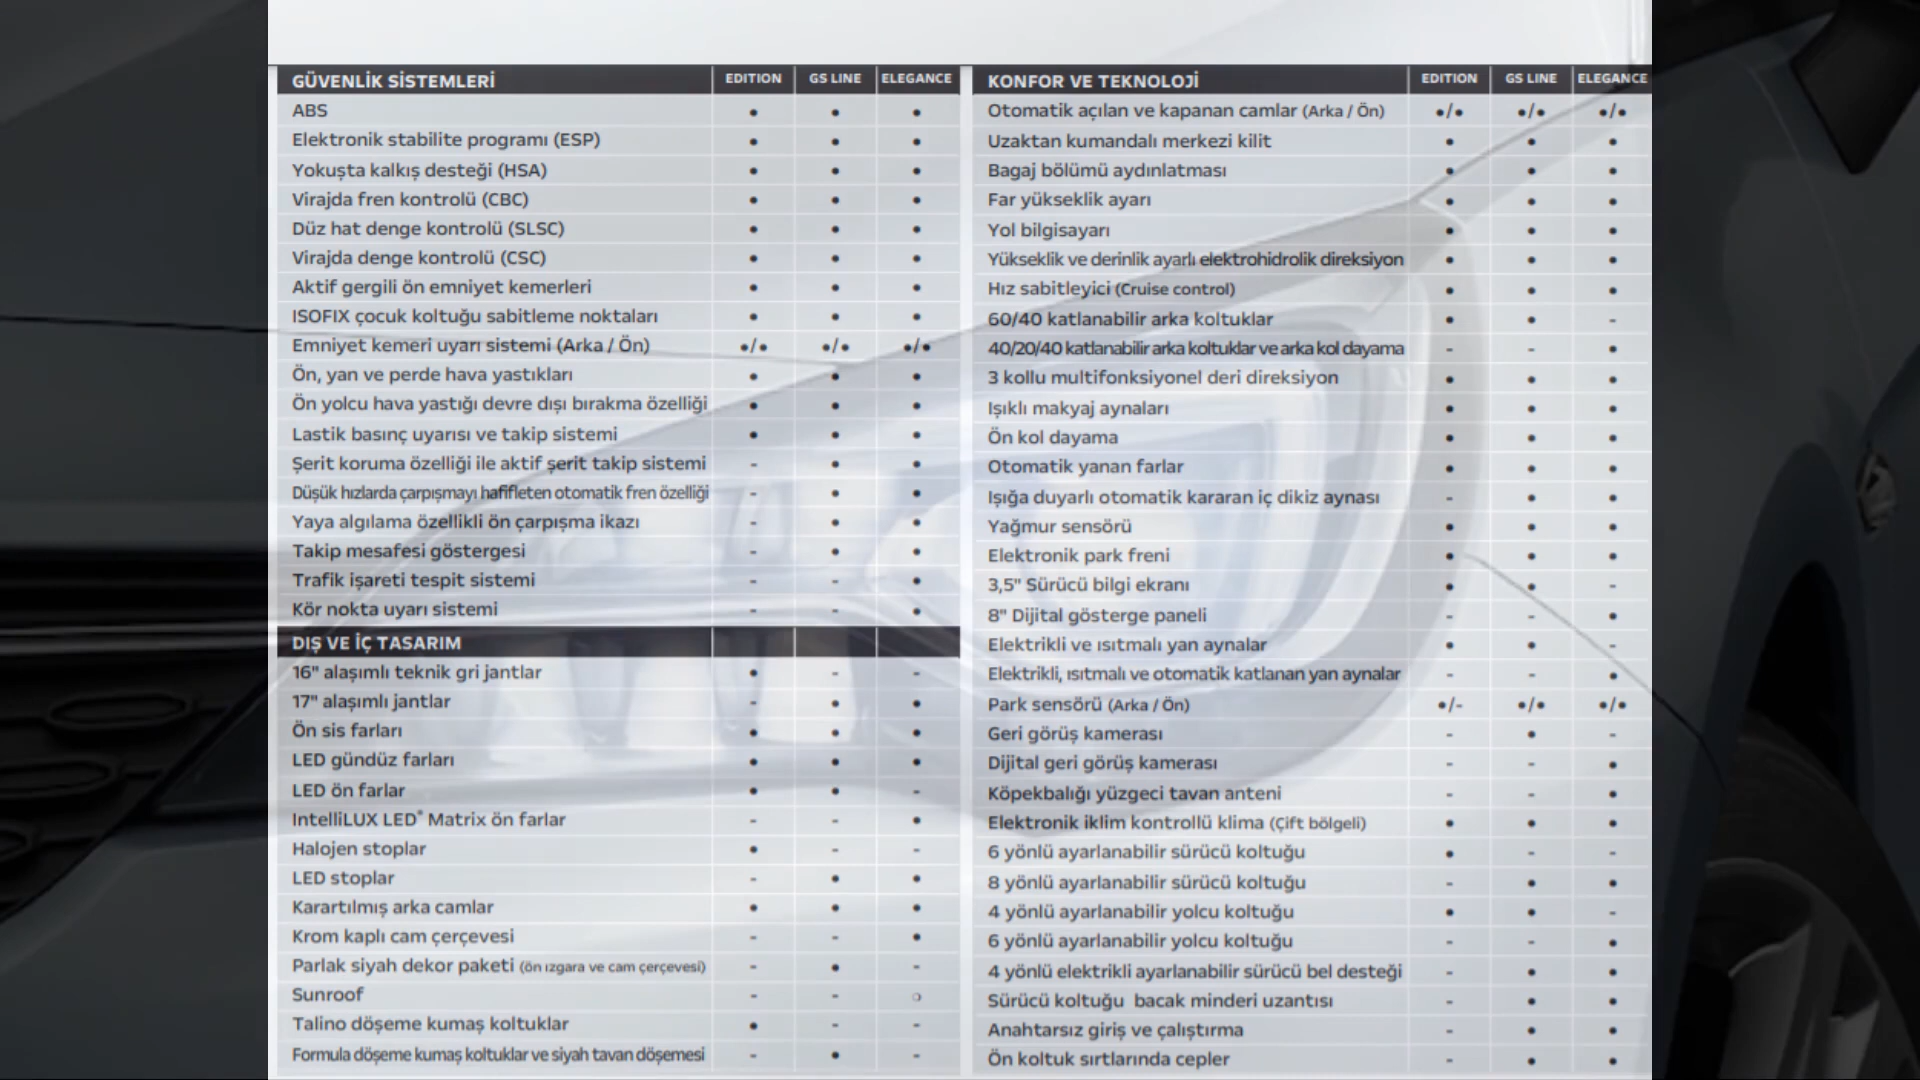 GÜVENLİK SİSTEMLERİ EDITION GS LINE ELEGANCE
ABS • • •
Elektronik stabilite programı (ESP) • • •
Yokuşta kalkış desteği (HSA) • • •
Virajda fren kontrolü (CBC) • • •
Düz hat denge kontrolü (SLSC) • • •
Virajda denge kontrolü (CSC) • • •
Aktif gergili ön emniyet kemerleri • • •
ISOFIX çocuk koltuğu sabitleme noktaları • • •
Emniyet kemeri uyarı sistemi (Arka / Ön) •/• •/• •/•
Ön, yan ve perde hava yastıkları • • •
Ön yolcu hava yastığı devre dışı bırakma özelliği • • •
Lastik basınç uyarısı ve takip sistemi • • •
Şerit koruma özelliği ile aktif şerit takip sistemi - • •
Düşük hızlarda çarpışmayı hafifleten otomatik fren özelliği - • •
Yaya algılama özellikli ön çarpışma ikazı - • •
Takip mesafesi göstergesi - • •
Trafik işareti tespit sistemi - - •
Kör nokta uyarı sistemi - - •
DIŞ VE İÇ TASARIM
16" alaşımlı teknik gri jantlar • - -
17" alaşımlı jantlar - • •
Ön sis farları • • •
LED gündüz farları • • •
LED ön farlar • • -
IntelliLUX LED® Matrix ön farlar - - •
Halojen stoplar • - -
LED stoplar - • •
Karartılmış arka camlar • • •
Krom kaplı cam çerçevesi - - •
Parlak siyah dekor paketi (ön ızgara ve cam çerçevesi) - • -
Sunroof - - ○
Talino döşeme kumaş koltuklar • - -
Formula döşeme kumaş koltuklar ve siyah tavan döşemesi - • -
KONFOR VE TEKNOLOJİ EDITION GS LINE ELEGANCE
Otomatik açılan ve kapanan camlar (Arka / Ön) •/• •/• •/•
Uzaktan kumandalı merkezi kilit • • •
Bagaj bölümü aydınlatması • • •
Far yükseklik ayarı • • •
Yol bilgisayarı • • •
Yükseklik ve derinlik ayarlı elektrohidrolik direksiyon • • •
Hız sabitleyici (Cruise control) • • •
60/40 katlanabilir arka koltuklar • • -
40/20/40 katlanabilir arka koltuklar ve arka kol dayama - - •
3 kollu multifonksiyonel deri direksiyon • • •
Işıklı makyaj aynaları • • •
Ön kol dayama • • •
Otomatik yanan farlar • • •
Işığa duyarlı otomatik kararan iç dikiz aynası - • •
Yağmur sensörü • • •
Elektronik park freni • • •
3,5" Sürücü bilgi ekranı • • -
8" Dijital gösterge paneli - - •
Elektrikli ve ısıtmalı yan aynalar • • -
Elektrikli, ısıtmalı ve otomatik katlanan yan aynalar - - •
Park sensörü (Arka / Ön) •/- •/• •/•
Geri görüş kamerası - • -
Dijital geri görüş kamerası - - •
Köpekbalığı yüzgeci tavan anteni - - •
Elektronik iklim kontrollü klima (Çift bölgeli) • • •
6 yönlü ayarlanabilir sürücü koltuğu • - -
8 yönlü ayarlanabilir sürücü koltuğu - • •
4 yönlü ayarlanabilir yolcu koltuğu • • -
6 yönlü ayarlanabilir yolcu koltuğu - - •
4 yönlü elektrikli ayarlanabilir sürücü bel desteği - • •
Sürücü koltuğu bacak minderi uzantısı - • •
Anahtarsız giriş ve çalıştırma - • •
Ön koltuk sırtlarında cepler - • •